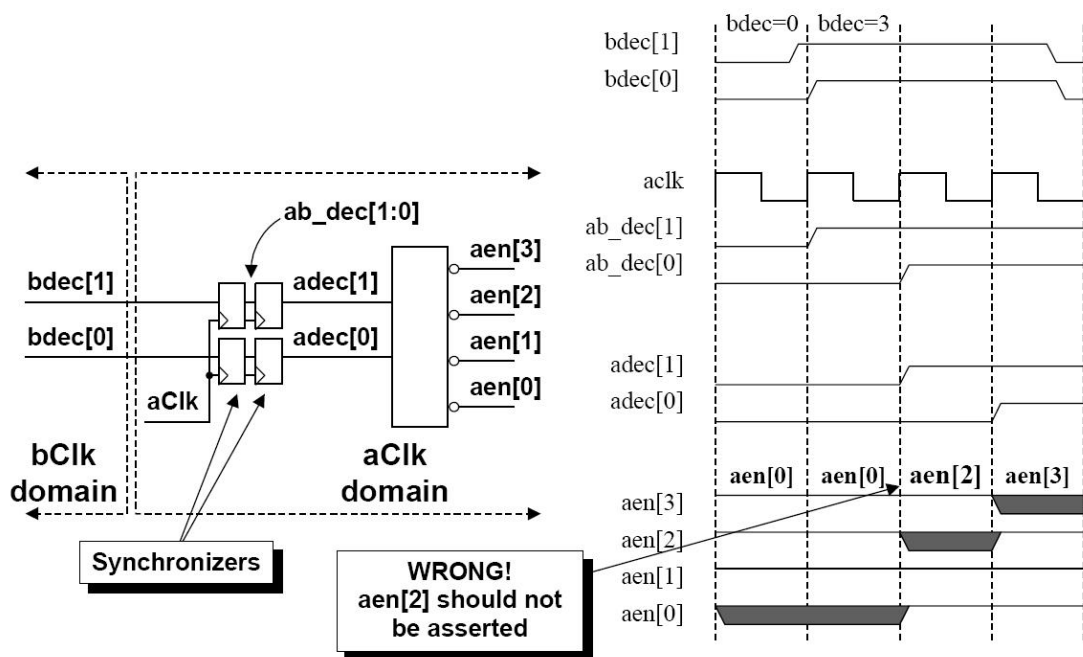 bdec=0 bdec=3
bdec[1]
bdec[0]
aclk
ab_dec[1]
ab_dec[0]
adec[1]
adec[0]
aen[0] aen[0] aen[2] aen[3]
aen[3]
aen[2]
aen[1]
aen[0]
ab_dec[1:0]
bdec[1] adec[1] aen[3]
aen[2]
bdec[0] adec[0] aen[1]
aen[0]
aClk
bClk
domain
aClk
domain
Synchronizers
WRONG!
aen[2] should not
be asserted